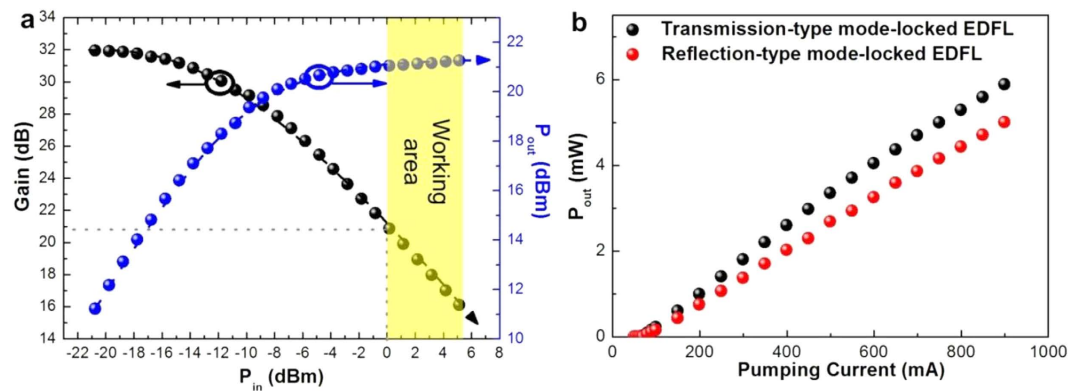 a
34
32
30
28
26
24
22
20
18
16
14
Gain (dB)
-22 -20 -18 -16 -14 -12 -10 -8 -6 -4 -2 0 2 4 6 8
P_in (dBm)
22
20
18
16
14
12
10
P_out (dBm)
Working
area
b
Transmission-type mode-locked EDFL
Reflection-type mode-locked EDFL
6
4
2
0
P_out (mW)
0 200 400 600 800 1000
Pumping Current (mA)